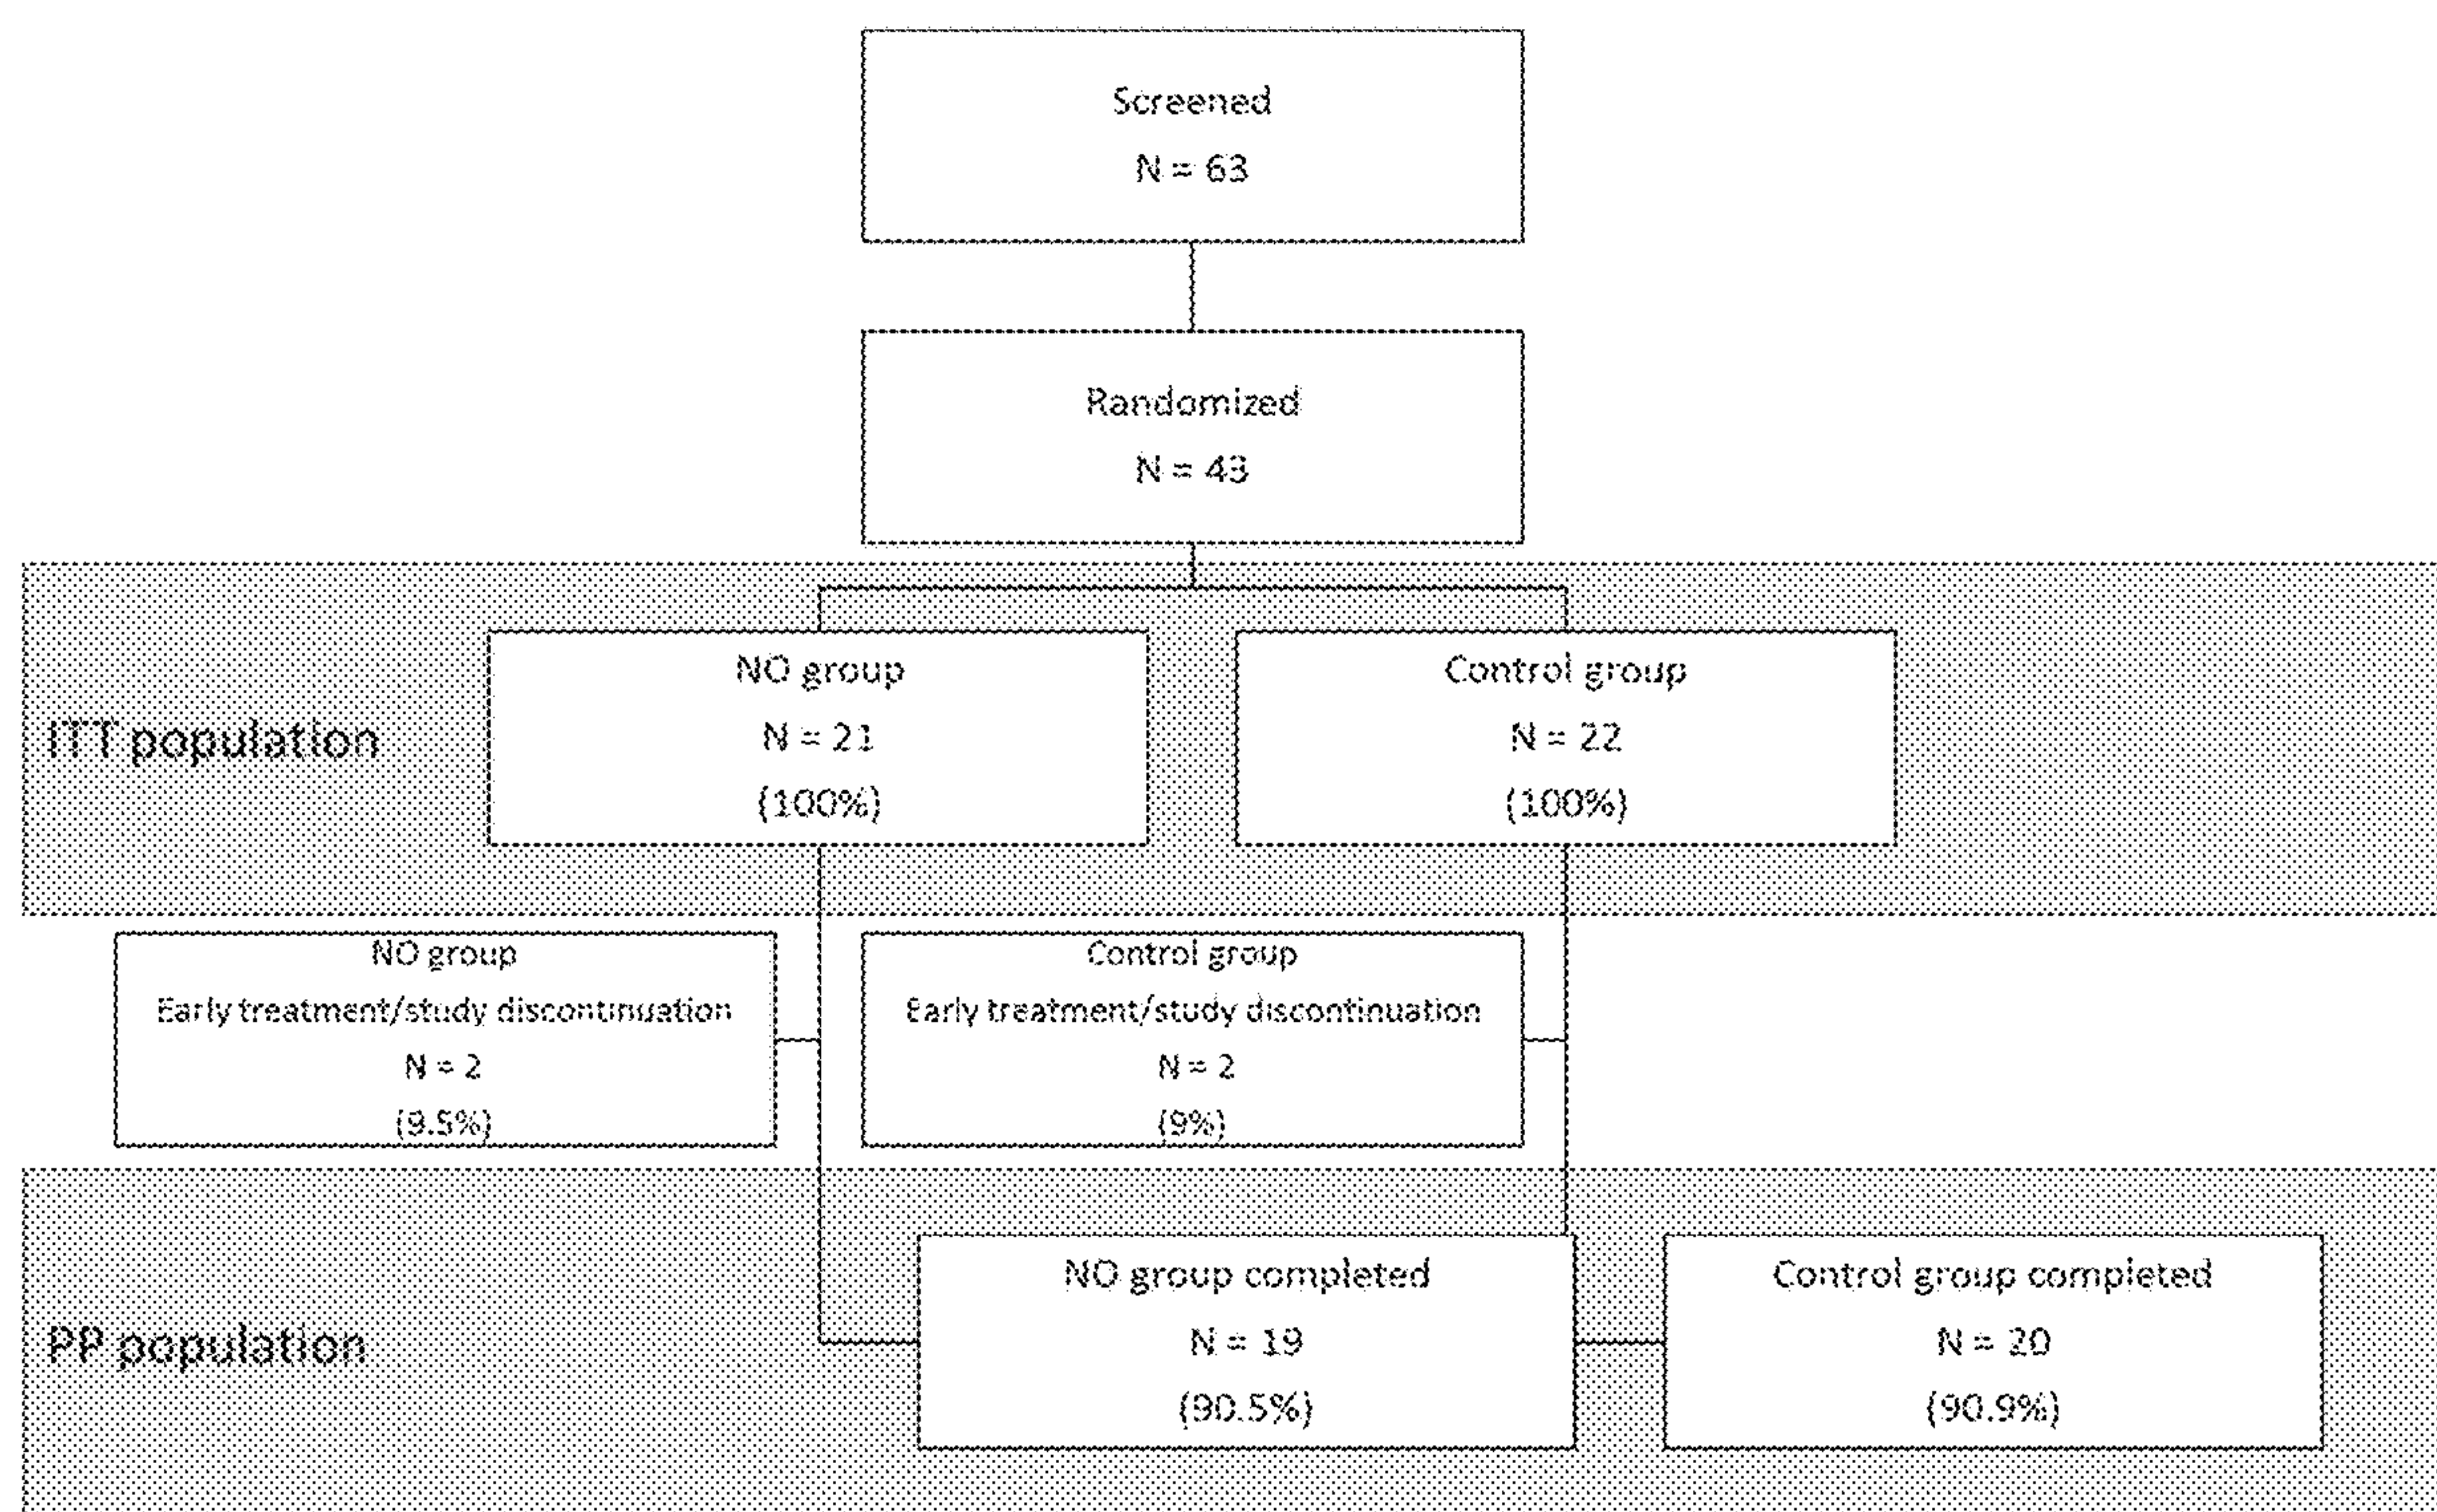 Screened
N = 63
Randomized
N = 43
ITT population
NO group
N = 21
(100%)
Control group
N = 22
(100%)
NO group
Early treatment/study discontinuation
N = 2
(9.5%)
Control group
Early treatment/study discontinuation
N = 2
(9%)
PP population
NO group completed
N = 19
(90.5%)
Control group completed
N = 20
(90.9%)